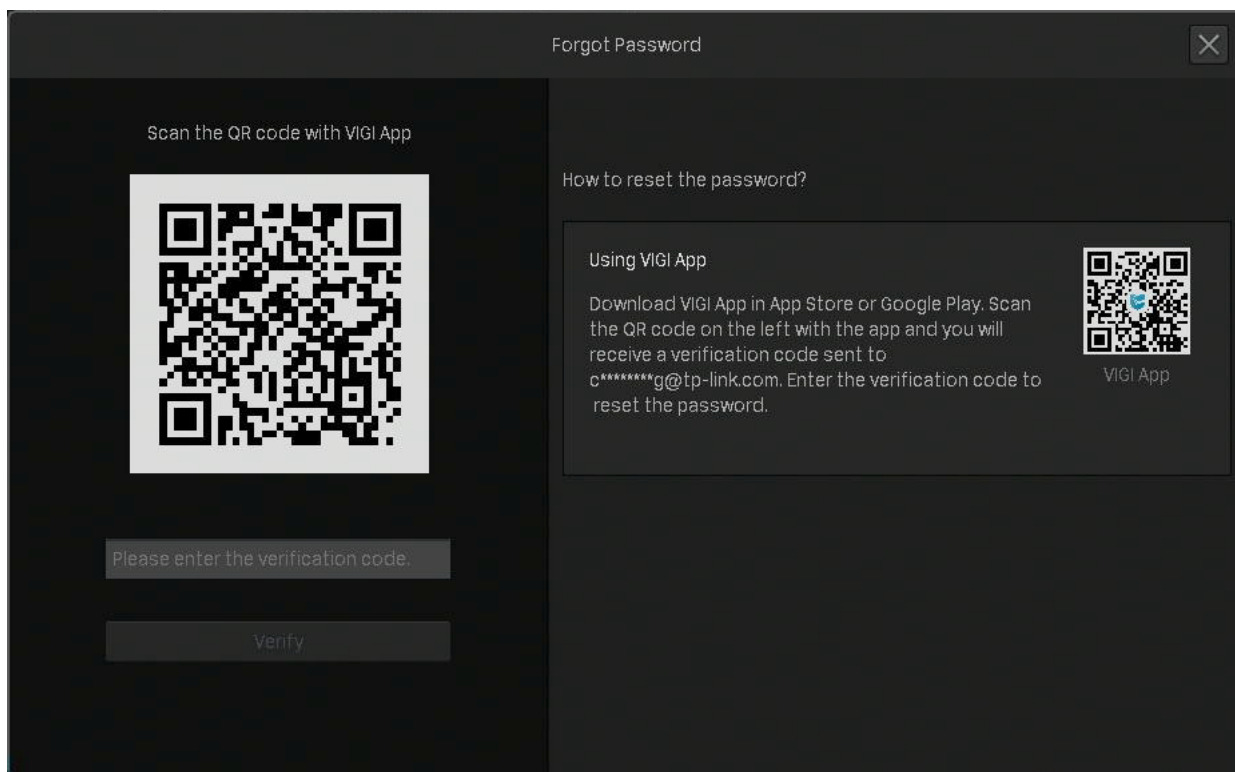 Forgot Password
Scan the QR code with VIGI App
Please enter the verification code.
Verify
How to reset the password?
Using VIGI App
Download VIGI App in App Store or Google Play. Scan
the QR code on the left with the app and you will
receive a verification code sent to
c********g@tp-link.com. Enter the verification code to
reset the password.
VIGI App